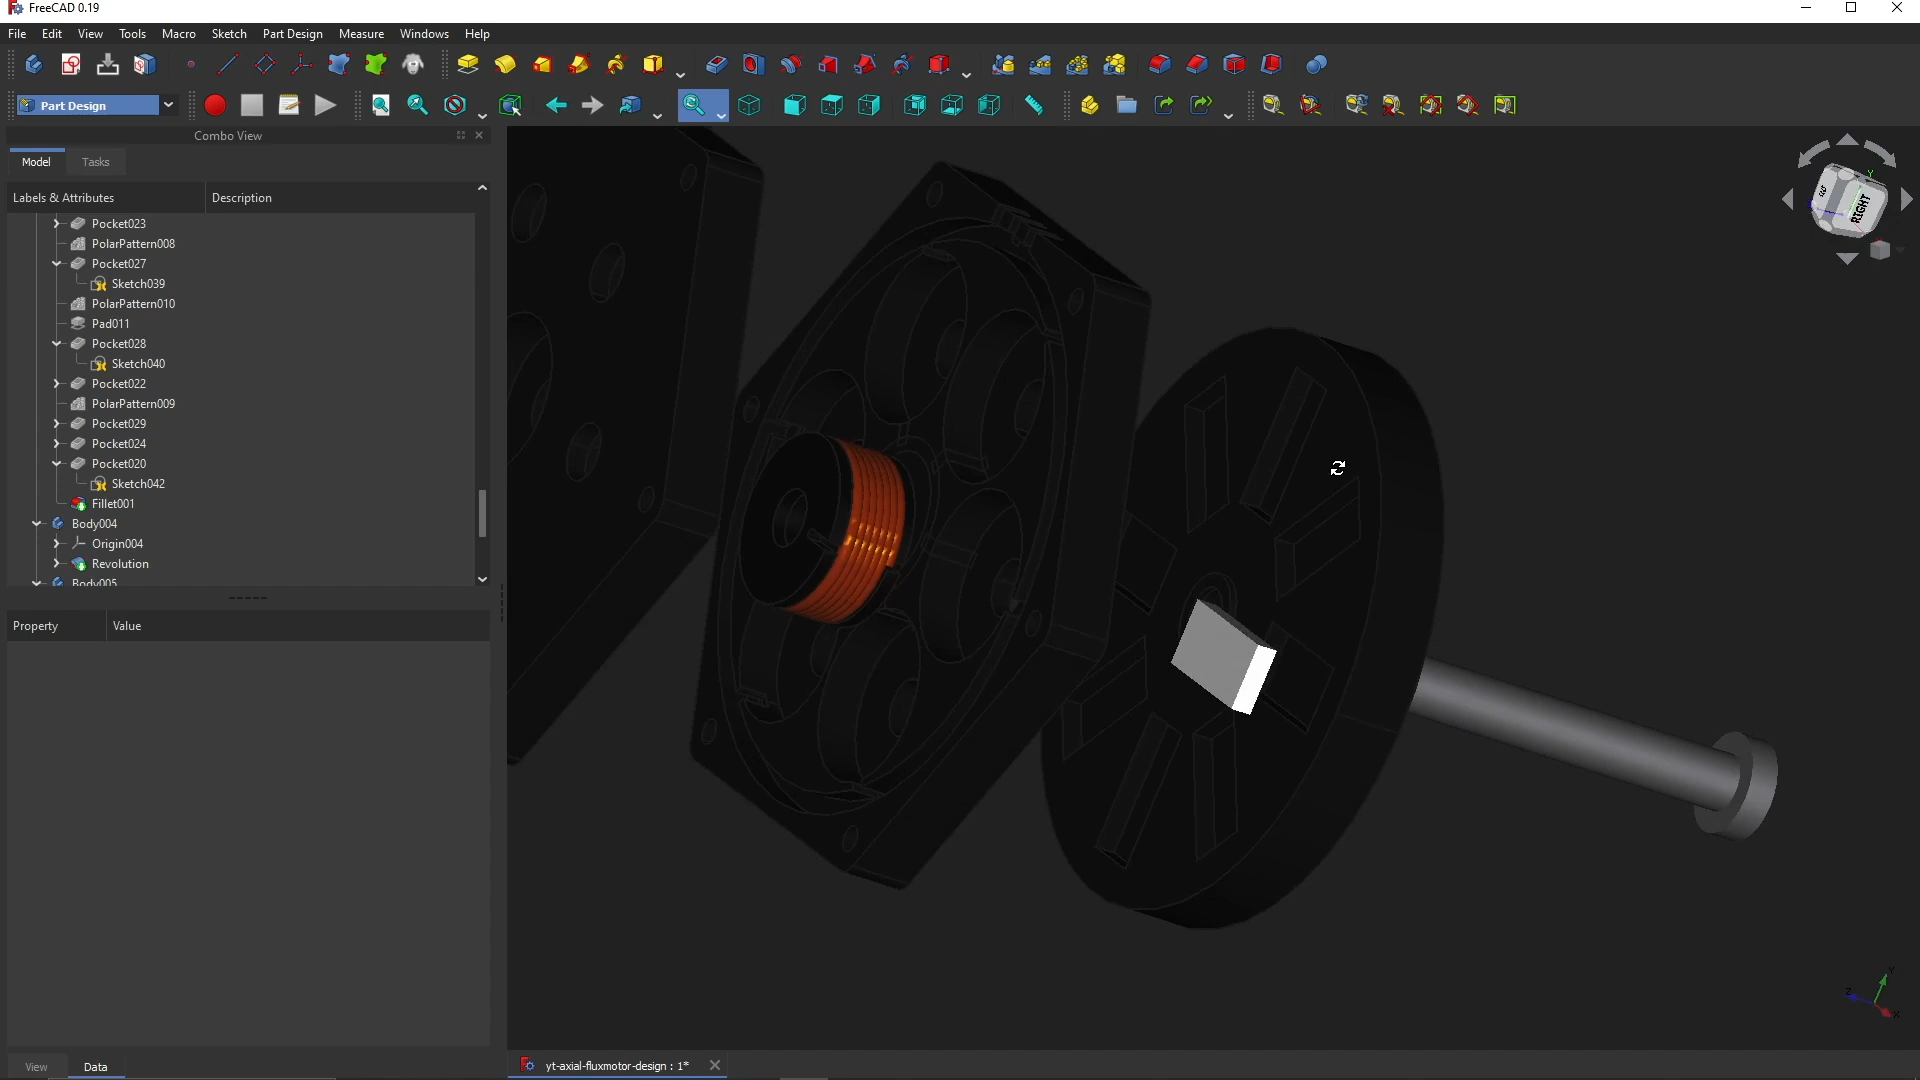 FreeCAD 0.19
File Edit View Tools Macro Sketch Part Design Measure Windows Help
Part Design
Combo View
Model Tasks
Labels & Attributes Description
Pocket023
PolarPattern008
Pocket027
Sketch039
PolarPattern010
Pad011
Pocket028
Sketch040
Pocket022
PolarPattern009
Pocket029
Pocket024
Pocket020
Sketch042
Fillet001
Body004
Origin004
Revolution
Body005
Property Value
View Data
yt-axial-fluxmotor-design : 1*
Y
RIGHT
Y
Z
X